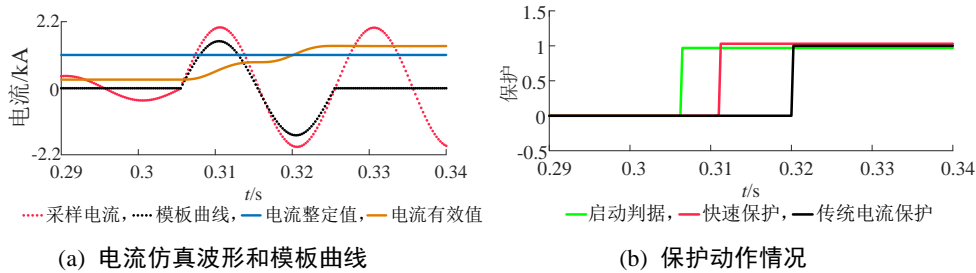 2.2
0
-2.2
电流/kA
0.29 0.3 0.31 0.32 0.33 0.34
t/s
采样电流, 模板曲线, 电流整定值, 电流有效值
(a) 电流仿真波形和模板曲线
1.5
1
0.5
0
-0.5
保护
0.29 0.3 0.31 0.32 0.33 0.34
t/s
启动判据, 快速保护, 传统电流保护
(b) 保护动作情况